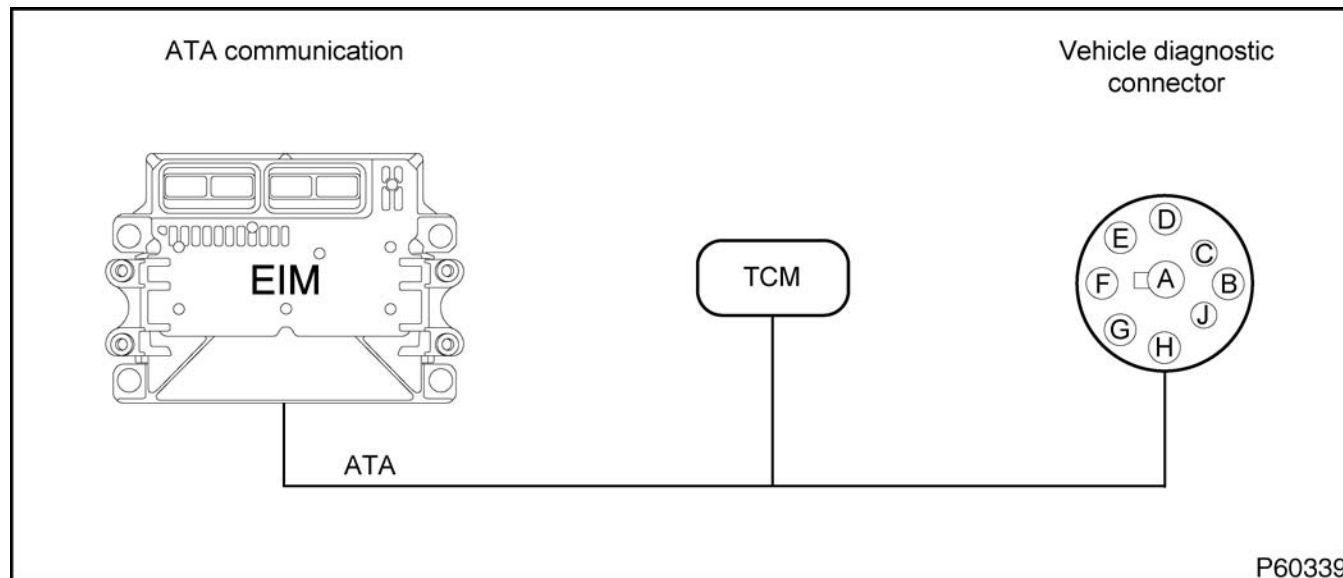 ATA communication
Vehicle diagnostic
connector
EIM
TCM
D
E
C
F
A
B
G
J
H
ATA
P60339